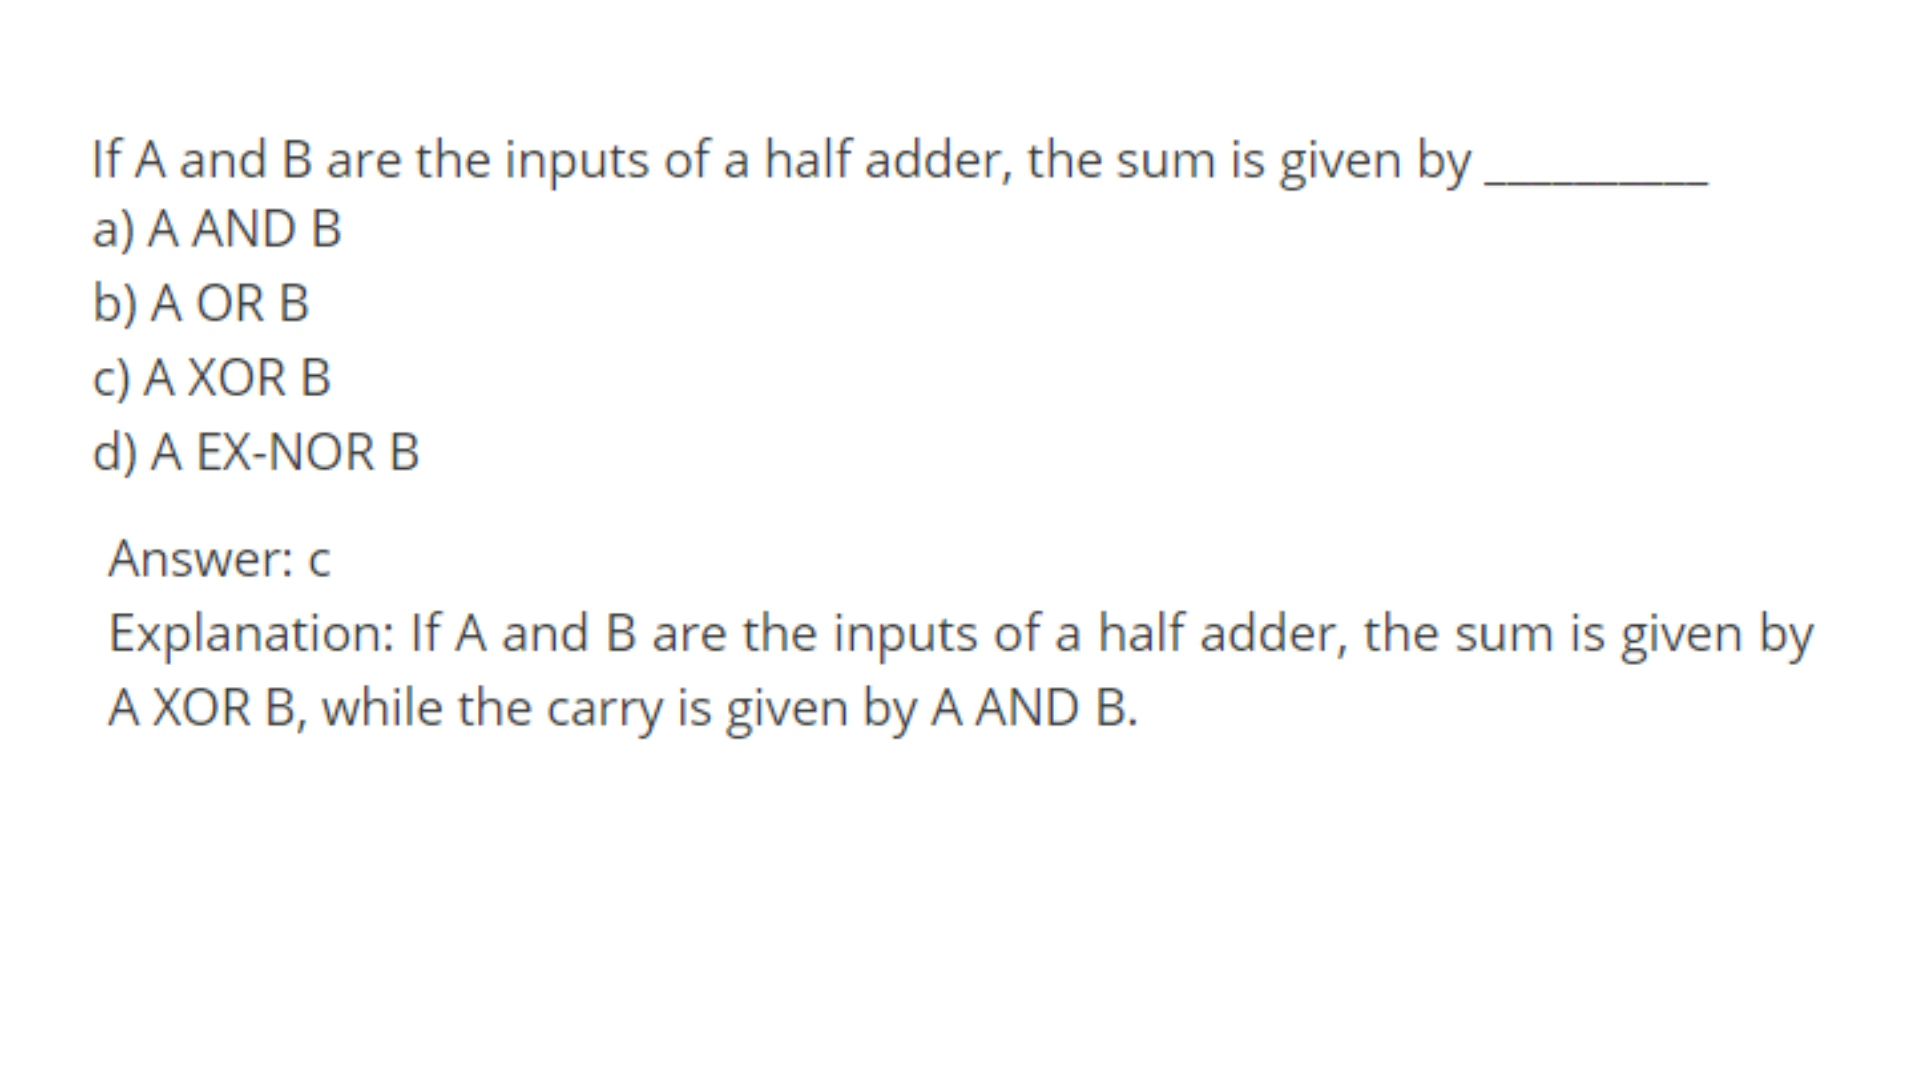 If A and B are the inputs of a half adder, the sum is given by __________
a) A AND B
b) A OR B
c) A XOR B
d) A EX-NOR B
Answer: c
Explanation: If A and B are the inputs of a half adder, the sum is given by
A XOR B, while the carry is given by A AND B.